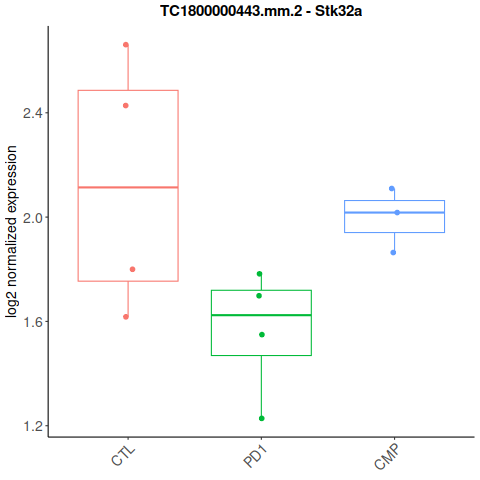 TC1800000443.mm.2 - Stk32a
log2 normalized expression
2.4
2.0
1.6
1.2
CTL
PD1
CMP